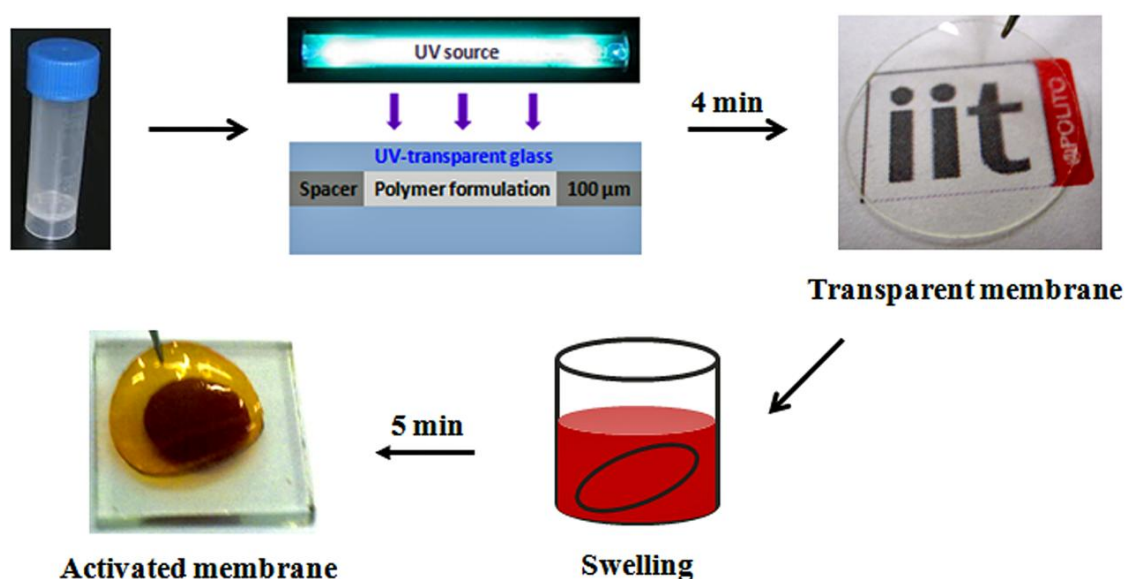 UV source
4 min
UV-transparent glass
Spacer Polymer formulation 100 µm
iit
POLITO
Transparent membrane
5 min
Activated membrane
Swelling